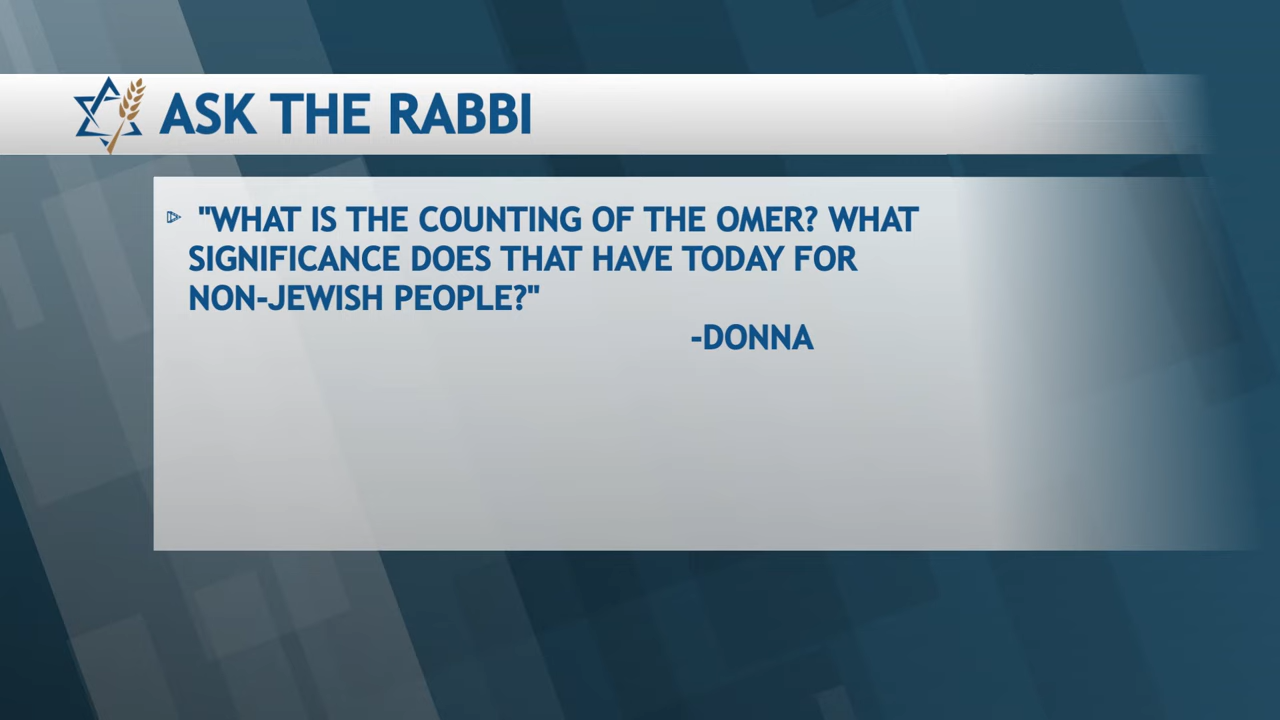 ASK THE RABBI
"WHAT IS THE COUNTING OF THE OMER? WHAT
SIGNIFICANCE DOES THAT HAVE TODAY FOR
NON-JEWISH PEOPLE?"
-DONNA